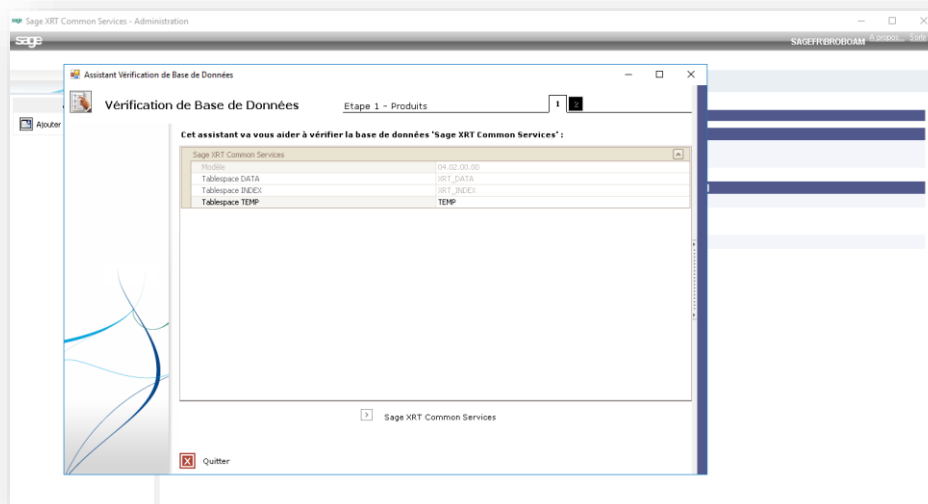 sage Sage XRT Common Services - Administration
sage
SAGEFR\BROBOAM A propos...
Ajouter
Assistant Vérification de Base de Données
Vérification de Base de Données
Etape 1 - Produits
1 2
Cet assistant va vous aider à vérifier la base de données 'Sage XRT Common Services' :
Sage XRT Common Services
Modèle 04.02.00.00
Tablespace DATA XRT_DATA
Tablespace INDEX XRT_INDEX
Tablespace TEMP TEMP
Sage XRT Common Services
Quitter